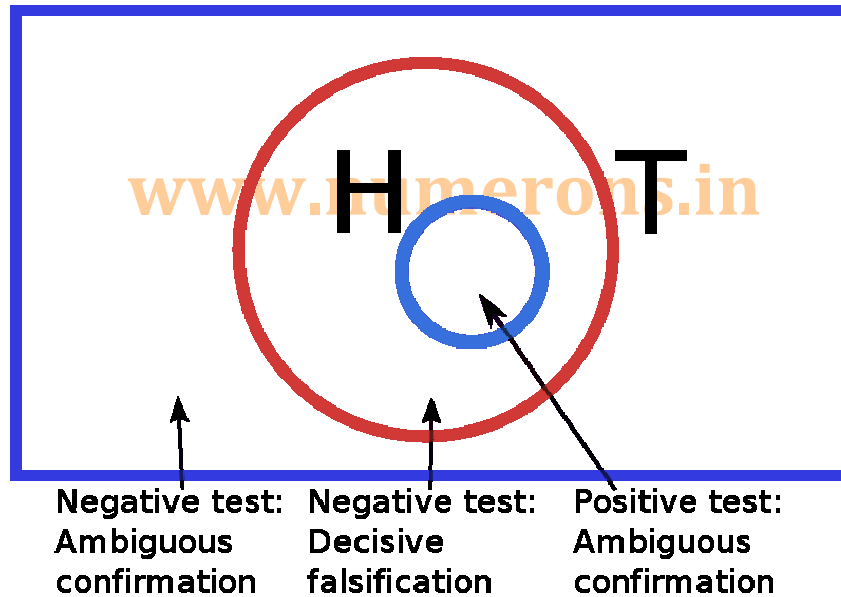 H T
www.numerons.in
Negative test: Negative test: Positive test:
Ambiguous Decisive Ambiguous
confirmation falsification confirmation